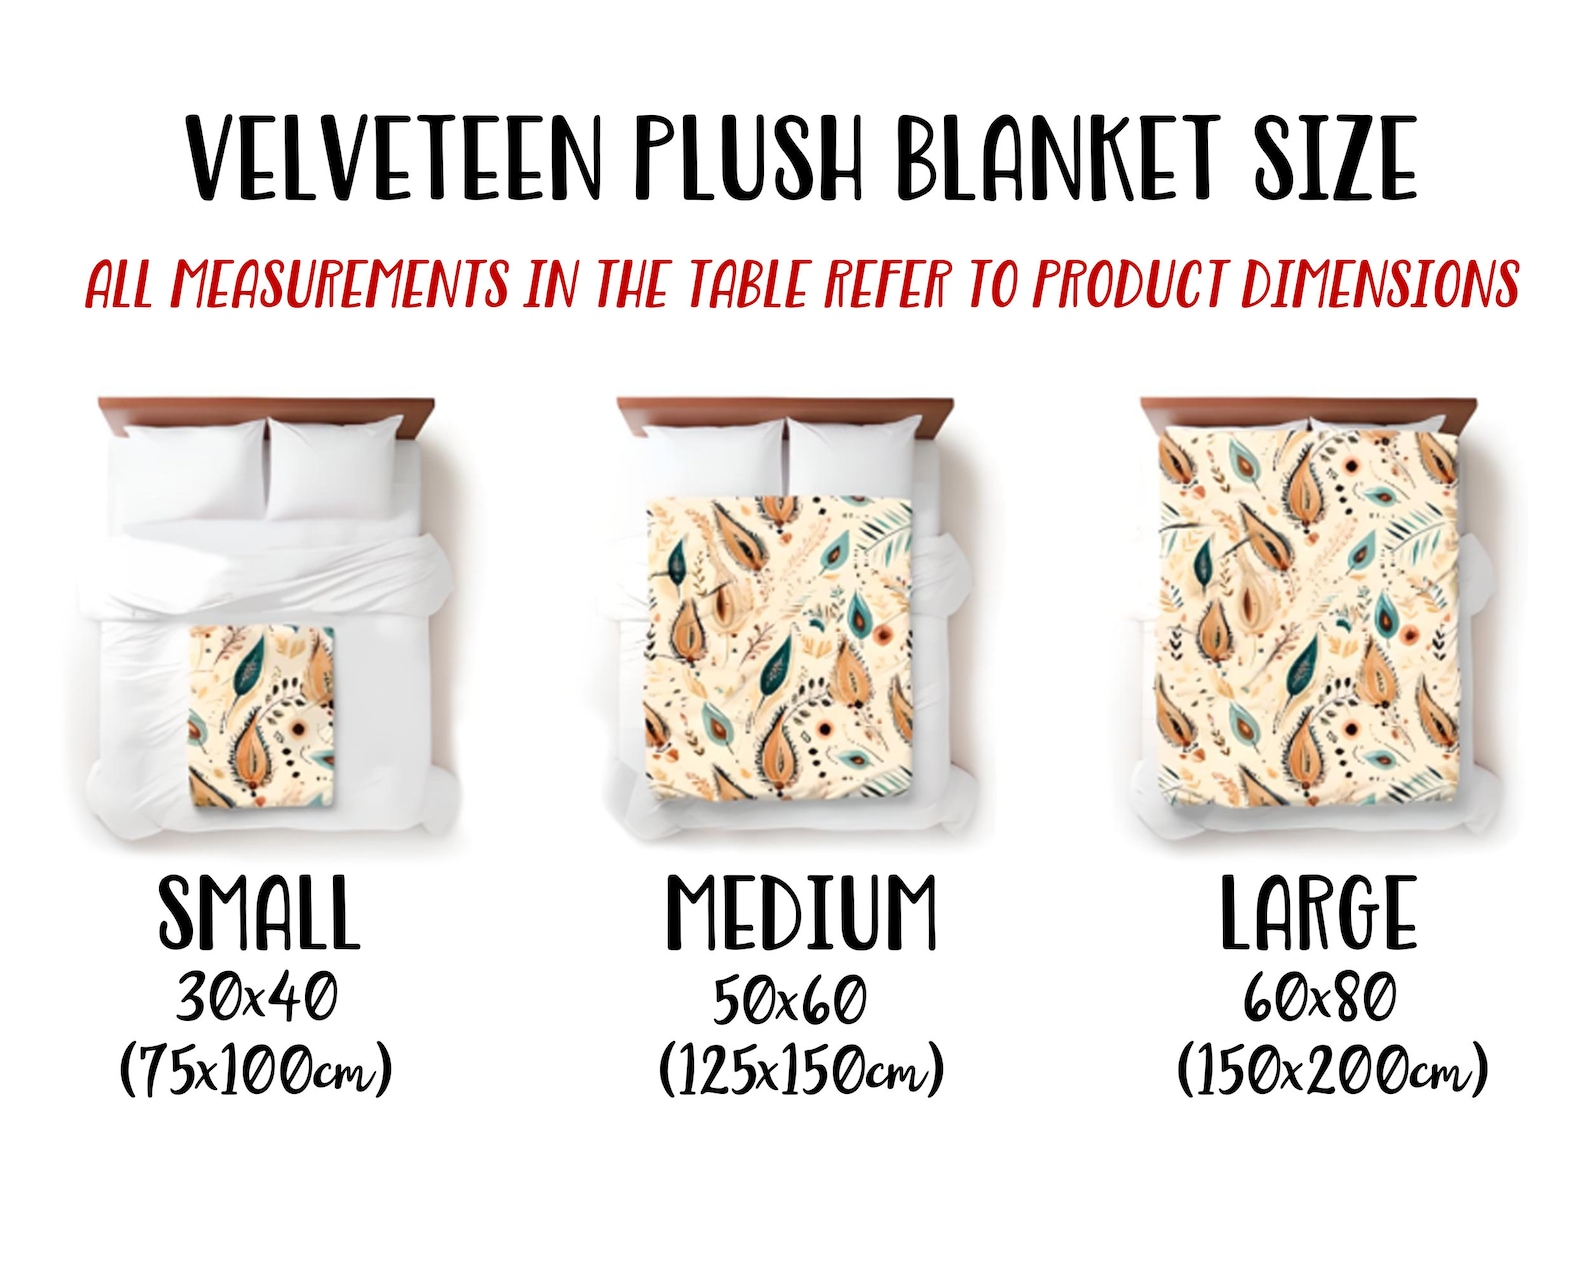 VELVETEEN PLUSH BLANKET SIZE
ALL MEASUREMENTS IN THE TABLE REFER TO PRODUCT DIMENSIONS
SMALL
30x40
(75x100cm)
MEDIUM
50x60
(125x150cm)
LARGE
60x80
(150x200cm)